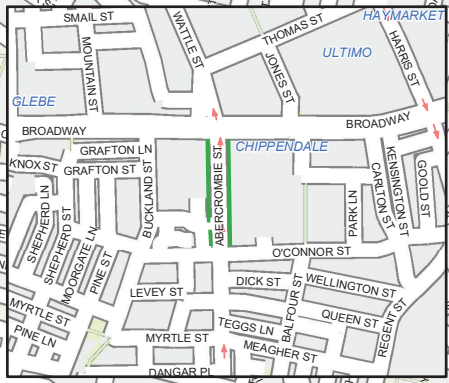 SMAIL ST
WATTLE ST
THOMAS ST
HAYMARKET
MOUNTAIN ST
ULTIMO
JONES ST
HARRIS ST
GLEBE
BROADWAY
BROADWAY
GRAFTON LN
CHIPPENDALE
KNOX ST
GRAFTON ST
BUCKLAND ST
ABERCROMBIE ST
PARK LN
CARLTON ST
KENSINGTON ST
GOOLD ST
SHEPHERD LN
SHEPHERD ST
MOORGATE LN
PINE ST
O'CONNOR ST
DICK ST
WELLINGTON ST
LEVEY ST
BALFOUR ST
QUEEN ST
REGENT ST
MYRTLE ST
PINE LN
TEGGS LN
MYRTLE ST
MEAGHER ST
DANGAR PL